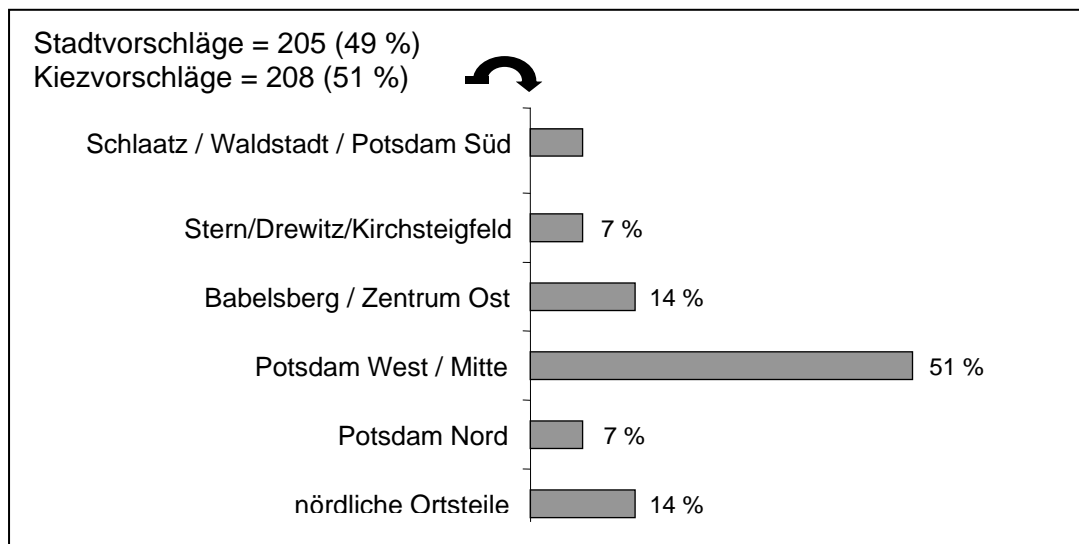 Stadtvorschläge = 205 (49 %)
Kiezvorschläge = 208 (51 %)
Schlaatz / Waldstadt / Potsdam Süd
Stern/Drewitz/Kirchsteigfeld 7 %
Babelsberg / Zentrum Ost 14 %
Potsdam West / Mitte 51 %
Potsdam Nord 7 %
nördliche Ortsteile 14 %